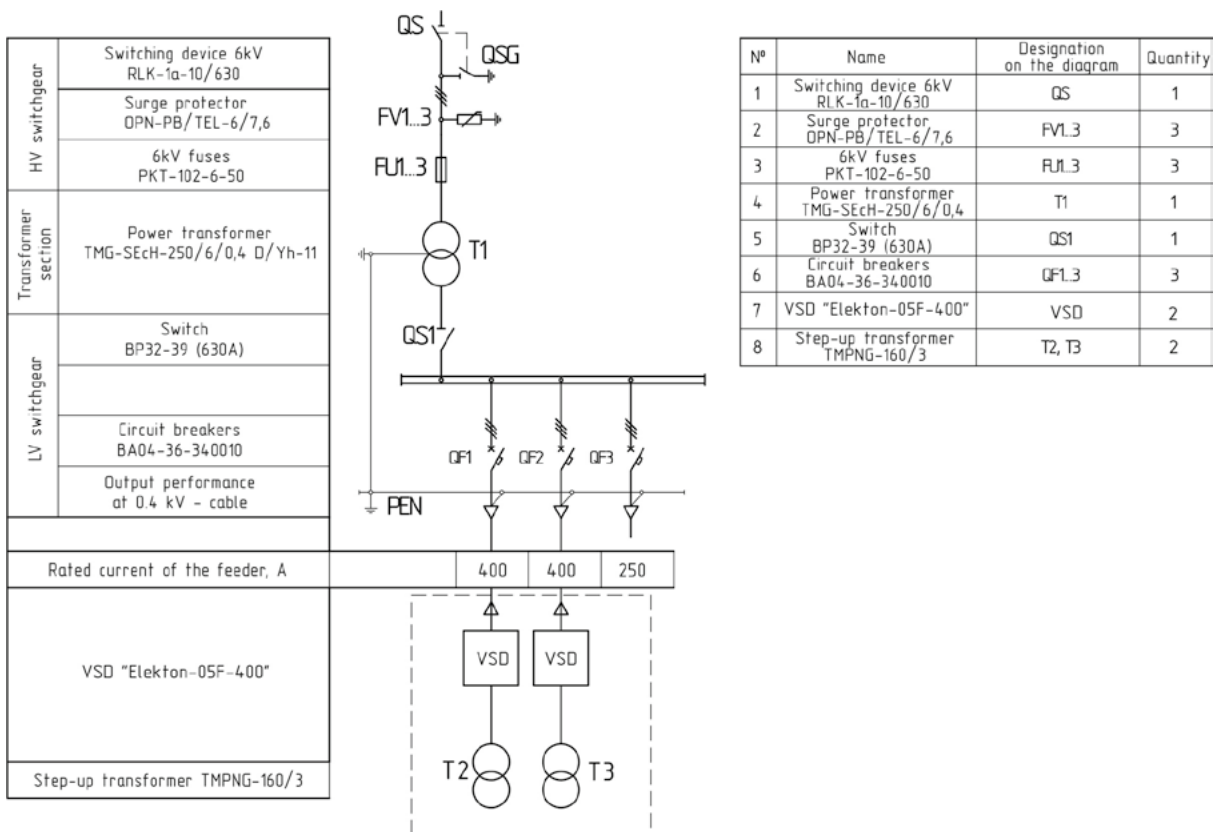 HV switchgear
Switching device 6kV
RLK-1a-10/630
Surge protector
OPN-PB/TEL-6/7,6
6kV fuses
PKT-102-6-50
Transformer
section
Power transformer
TMG-SEcH-250/6/0,4 D/Yh-11
LV switchgear
Switch
BP32-39 (630A)
Circuit breakers
BA04-36-340010
Output performance
at 0.4 kV - cable
Rated current of the feeder, A
400
400
250
VSD "Elekton-05F-400"
Step-up transformer TMPNG-160/3
QS
QSG
FV1...3
FU1...3
T1
QS1
QF1
QF2
QF3
PEN
VSD
VSD
T2
T3
Nº
Name
Designation
on the diagram
Quantity
1
Switching device 6kV
RLK-1a-10/630
QS
1
2
Surge protector
OPN-PB/TEL-6/7,6
FV1..3
3
3
6kV fuses
PKT-102-6-50
FU1..3
3
4
Power transformer
TMG-SEcH-250/6/0,4
T1
1
5
Switch
BP32-39 (630A)
QS1
1
6
Circuit breakers
BA04-36-340010
QF1..3
3
7
VSD "Elekton-05F-400"
VSD
2
8
Step-up transformer
TMPNG-160/3
T2, T3
2